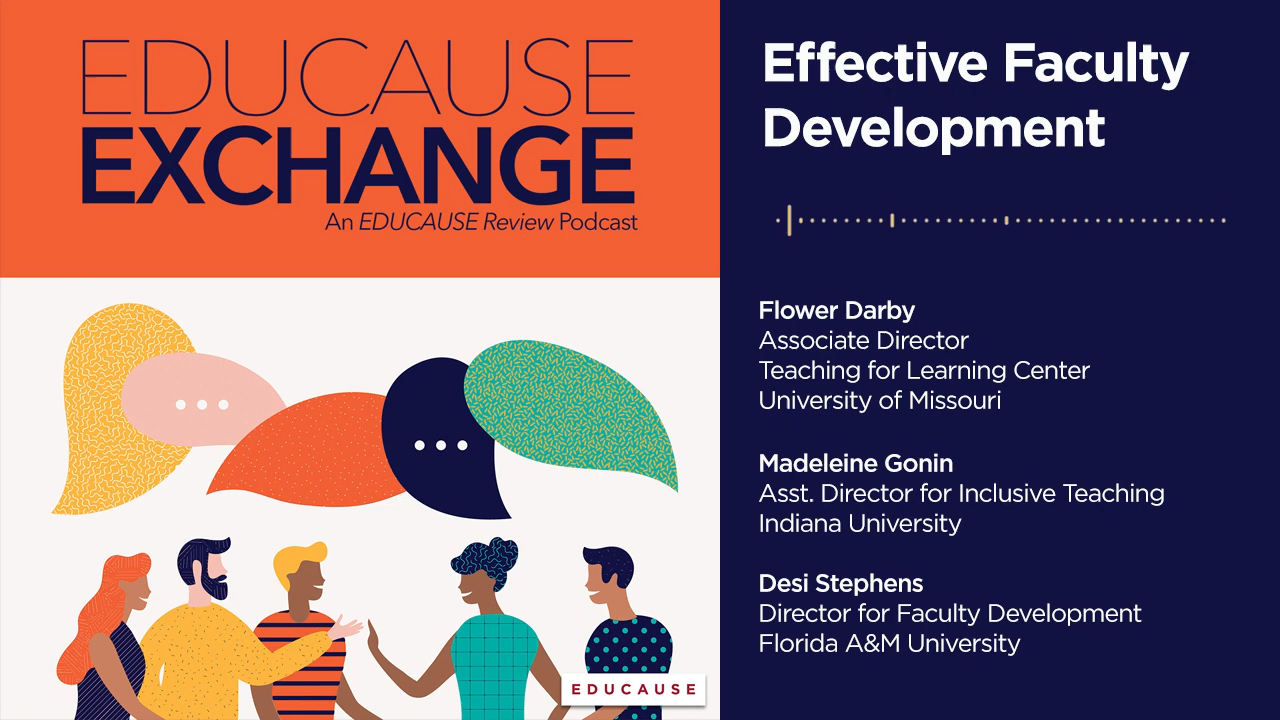 EDUCAUSE
EXCHANGE
An EDUCAUSE Review Podcast
Effective Faculty
Development
Flower Darby
Associate Director
Teaching for Learning Center
University of Missouri
Madeleine Gonin
Asst. Director for Inclusive Teaching
Indiana University
Desi Stephens
Director for Faculty Development
Florida A&M University
EDUCAUSE